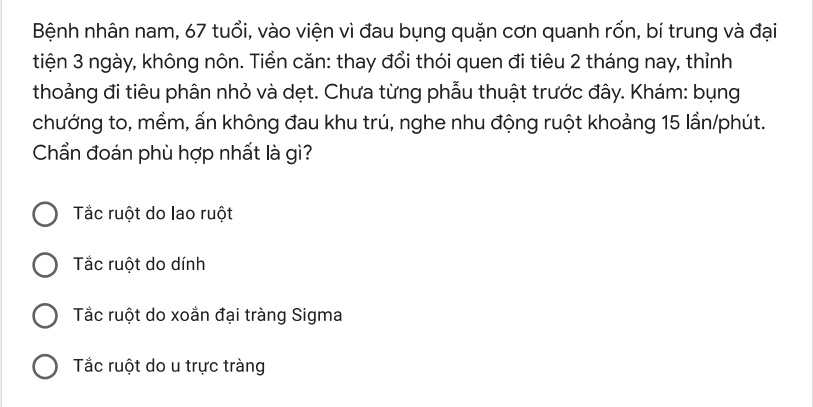 Bệnh nhân nam, 67 tuổi, vào viện vì đau bụng quặn cơn quanh rốn, bí trung và đại
tiện 3 ngày, không nôn. Tiền căn: thay đổi thói quen đi tiêu 2 tháng nay, thỉnh
thoảng đi tiêu phân nhỏ và dẹt. Chưa từng phẫu thuật trước đây. Khám: bụng
chướng to, mềm, ấn không đau khu trú, nghe nhu động ruột khoảng 15 lần/phút.
Chẩn đoán phù hợp nhất là gì?
Tắc ruột do lao ruột
Tắc ruột do dính
Tắc ruột do xoắn đại tràng Sigma
Tắc ruột do u trực tràng